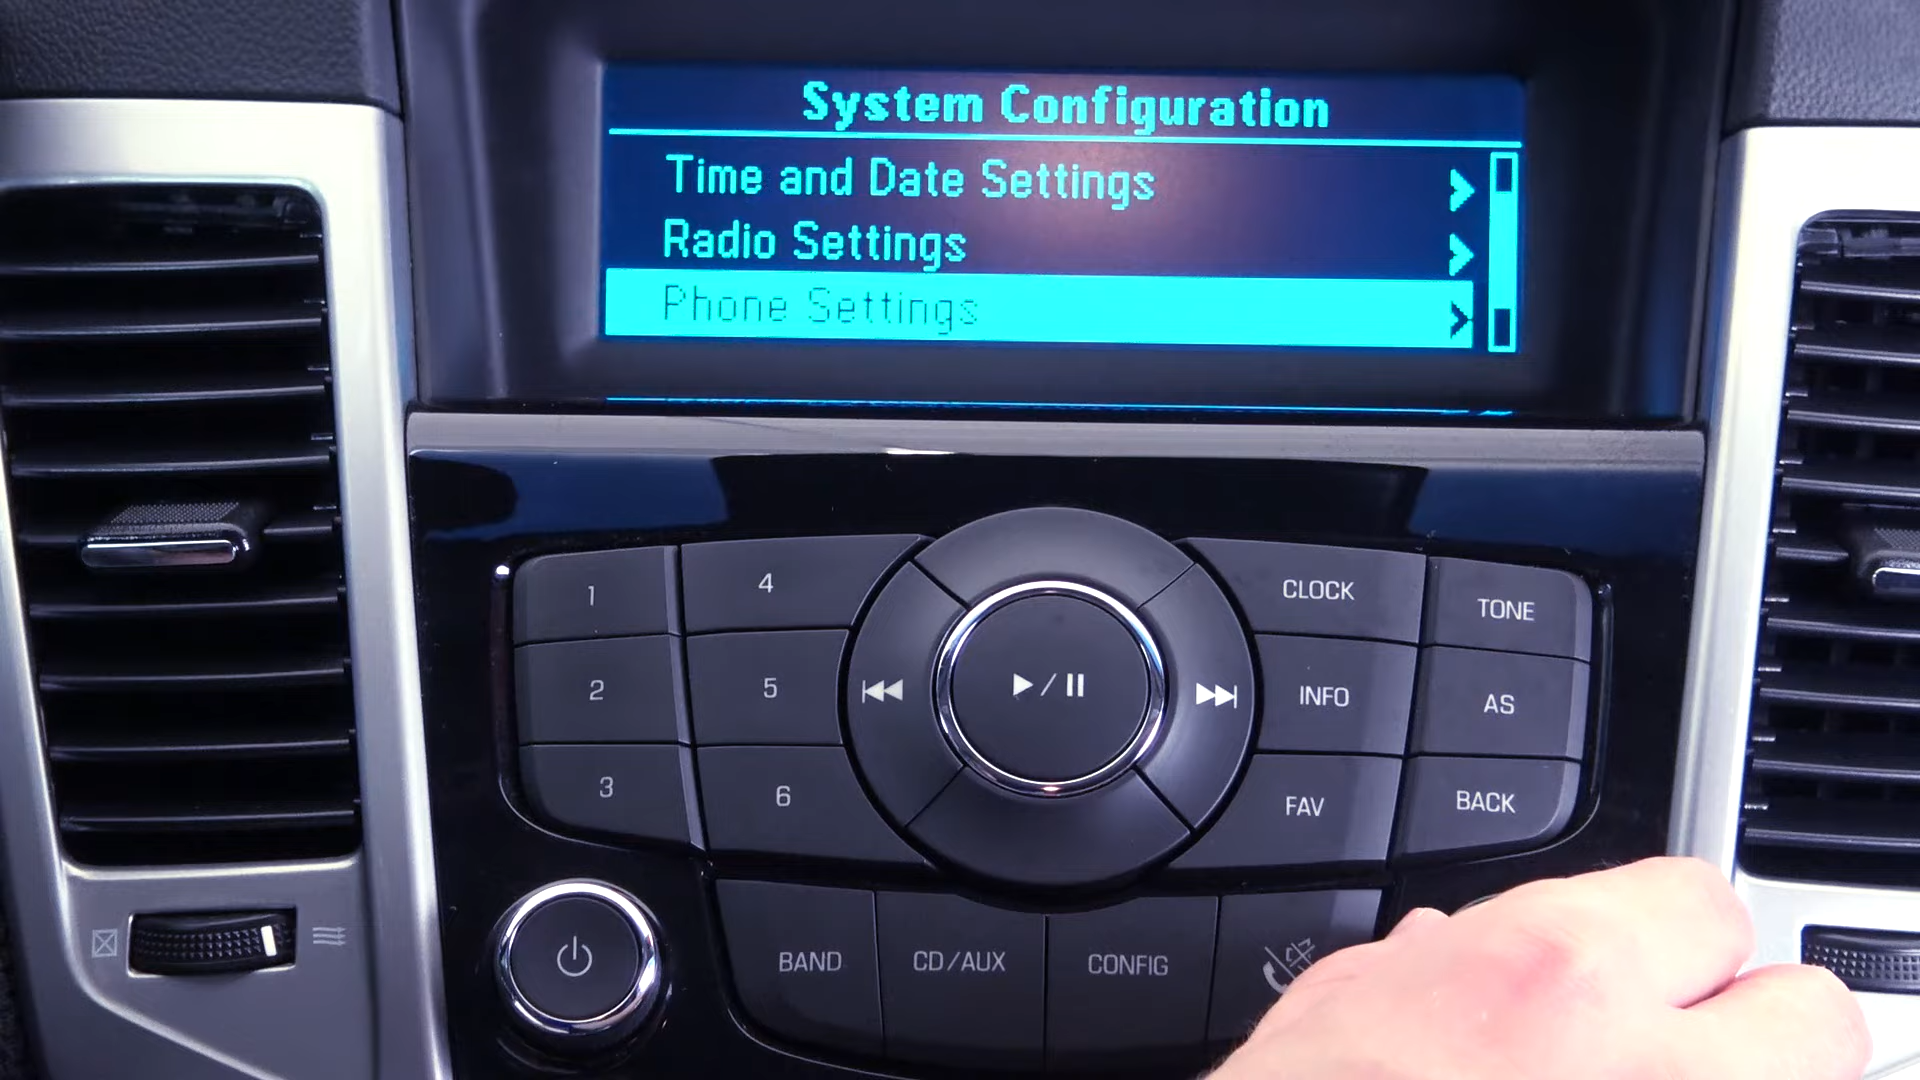 System Configuration
Time and Date Settings
Radio Settings
Phone Settings
1
4
CLOCK
TONE
2
5
INFO
AS
3
6
FAV
BACK
BAND
CD/AUX
CONFIG